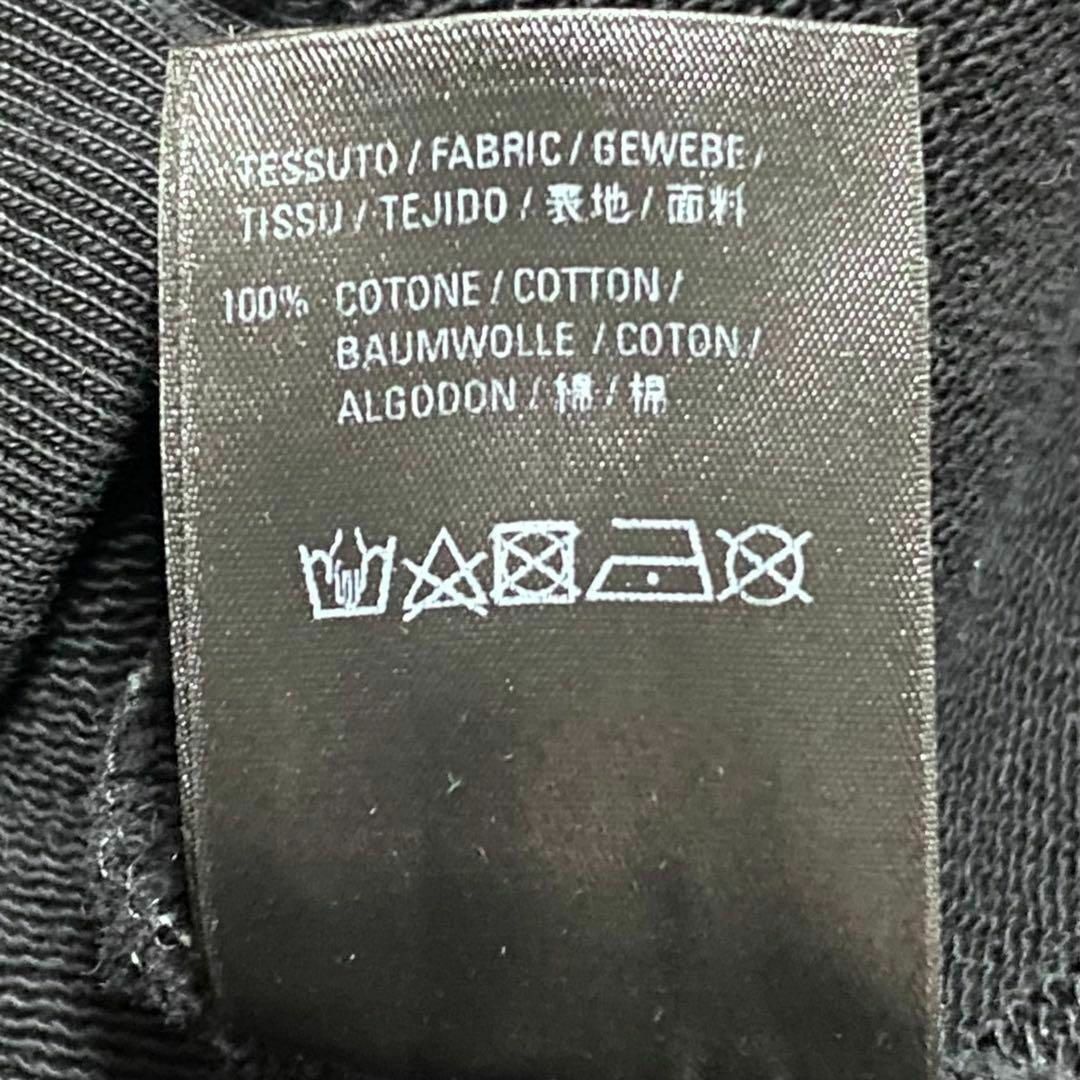 TESSUTO / FABRIC / GEWEBE /
TISSU / TEJIDO / 表地 / 面料
100% COTONE / COTTON /
BAUMWOLLE / COTON /
ALGODON / 綿 / 棉